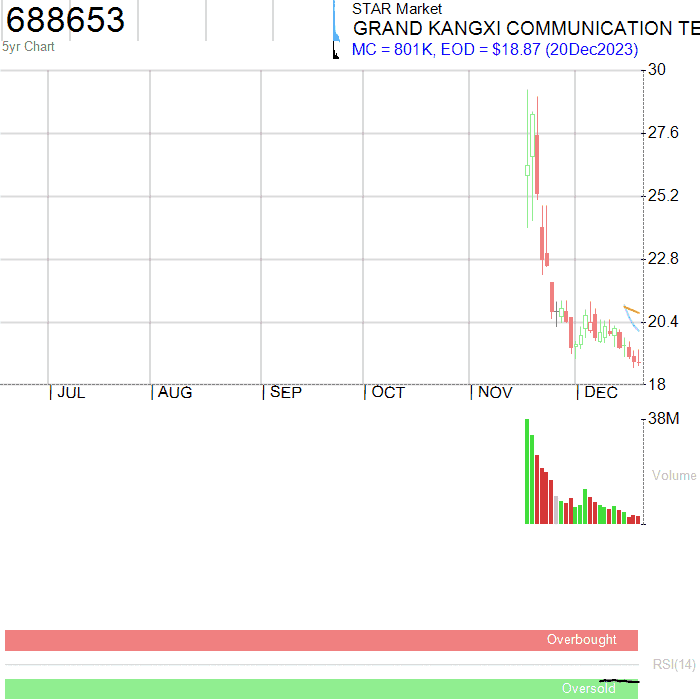 688653
5yr Chart
STAR Market
GRAND KANGXI COMMUNICATION TE
MC = 801K, EOD = $18.87 (20Dec2023)
30
27.6
25.2
22.8
20.4
18
JUL AUG SEP OCT NOV DEC
38M
Volume
Overbought
RSI(14)
Oversold